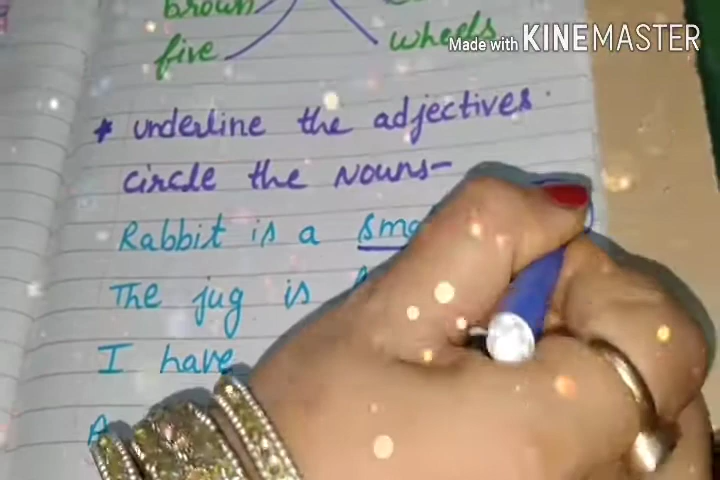 brown
five wheels
Made with KINEMASTER
* underline the adjectives.
circle the Nouns-
Rabbit is a
The jug is
I have